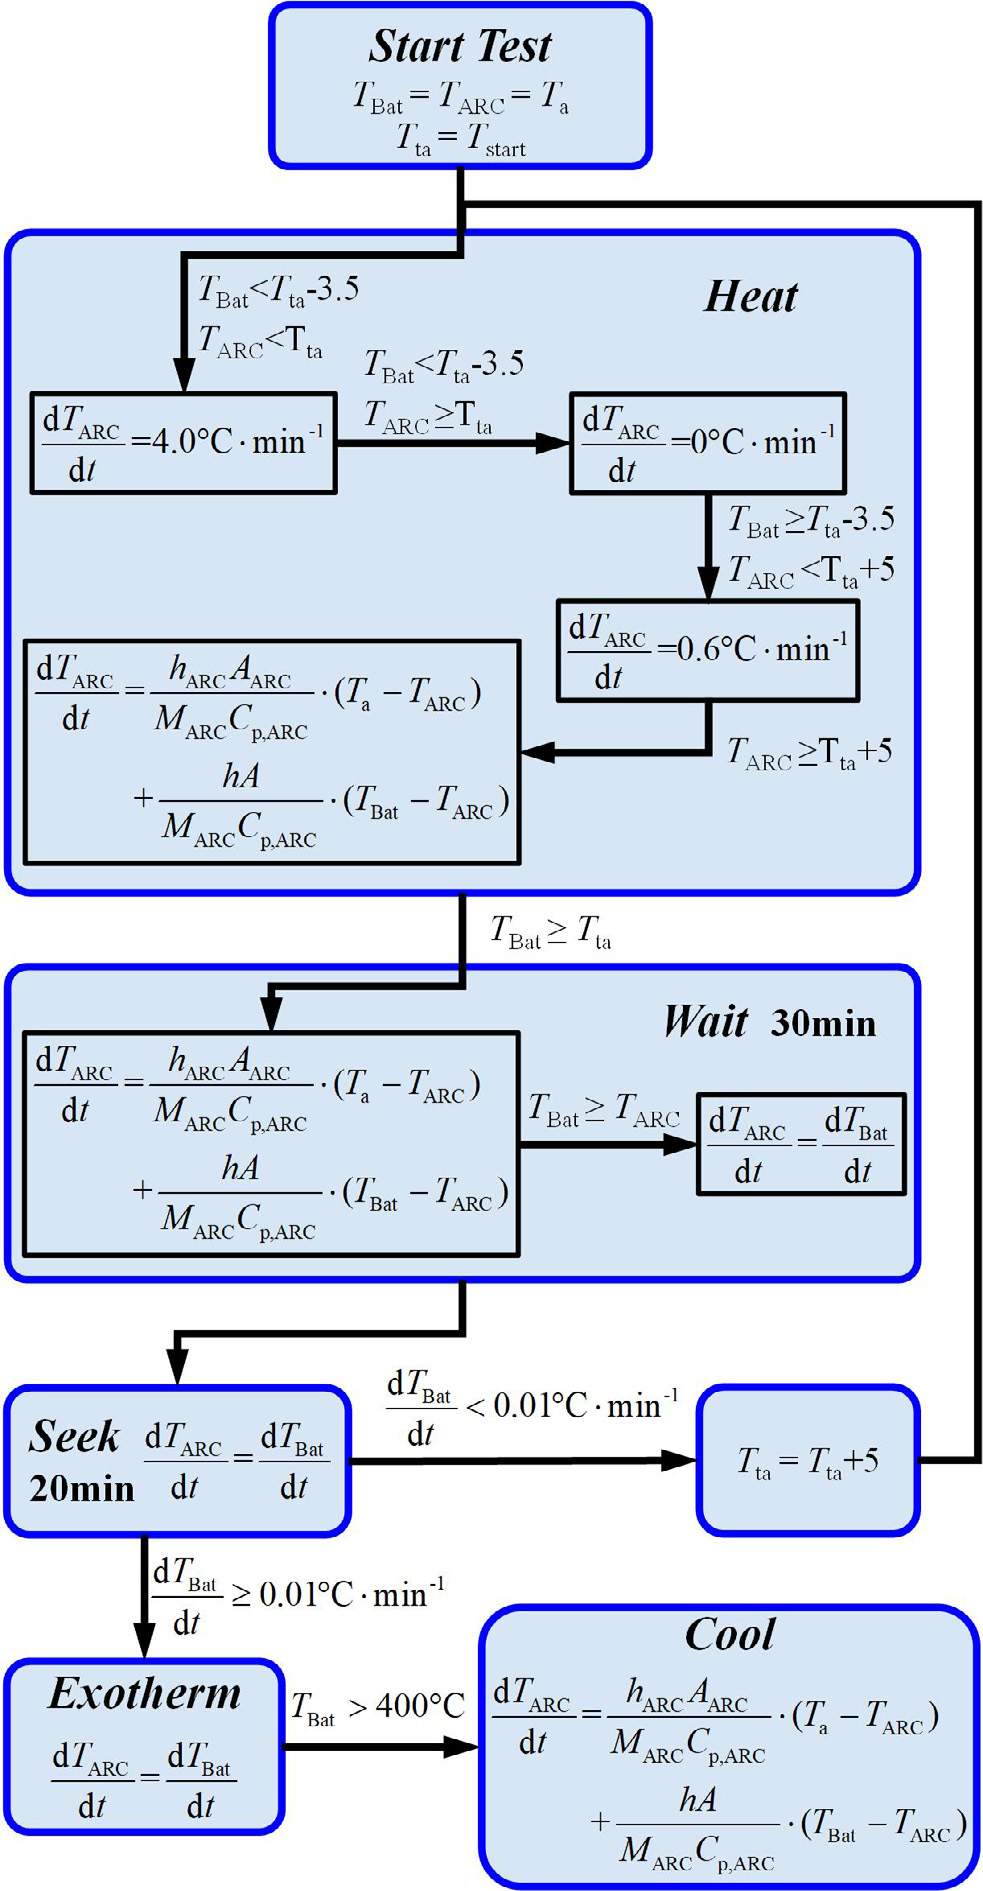 Start Test
T_Bat = T_ARC = T_a
T_ta = T_start
Heat
T_Bat<T_ta-3.5
T_ARC<T_ta
dT_ARC/dt=4.0°C·min^-1
T_Bat<T_ta-3.5
T_ARC≥T_ta
dT_ARC/dt=0°C·min^-1
T_Bat≥T_ta-3.5
T_ARC<T_ta+5
dT_ARC/dt=0.6°C·min^-1
T_ARC≥T_ta+5
dT_ARC/dt=h_ARC A_ARC/M_ARC C_p,ARC·(T_a−T_ARC)
+hA/M_ARC C_p,ARC·(T_Bat−T_ARC)
T_Bat≥ T_ta
Wait 30min
dT_ARC/dt=h_ARC A_ARC/M_ARC C_p,ARC·(T_a−T_ARC)
+hA/M_ARC C_p,ARC·(T_Bat−T_ARC)
T_Bat≥ T_ARC
dT_ARC/dt=dT_Bat/dt
Seek
20min
dT_ARC/dt=dT_Bat/dt
dT_Bat/dt< 0.01°C·min^-1
T_ta = T_ta+5
dT_Bat/dt≥ 0.01°C·min^-1
Exotherm
dT_ARC/dt=dT_Bat/dt
T_Bat > 400°C
Cool
dT_ARC/dt=h_ARC A_ARC/M_ARC C_p,ARC·(T_a−T_ARC)
+hA/M_ARC C_p,ARC·(T_Bat−T_ARC)